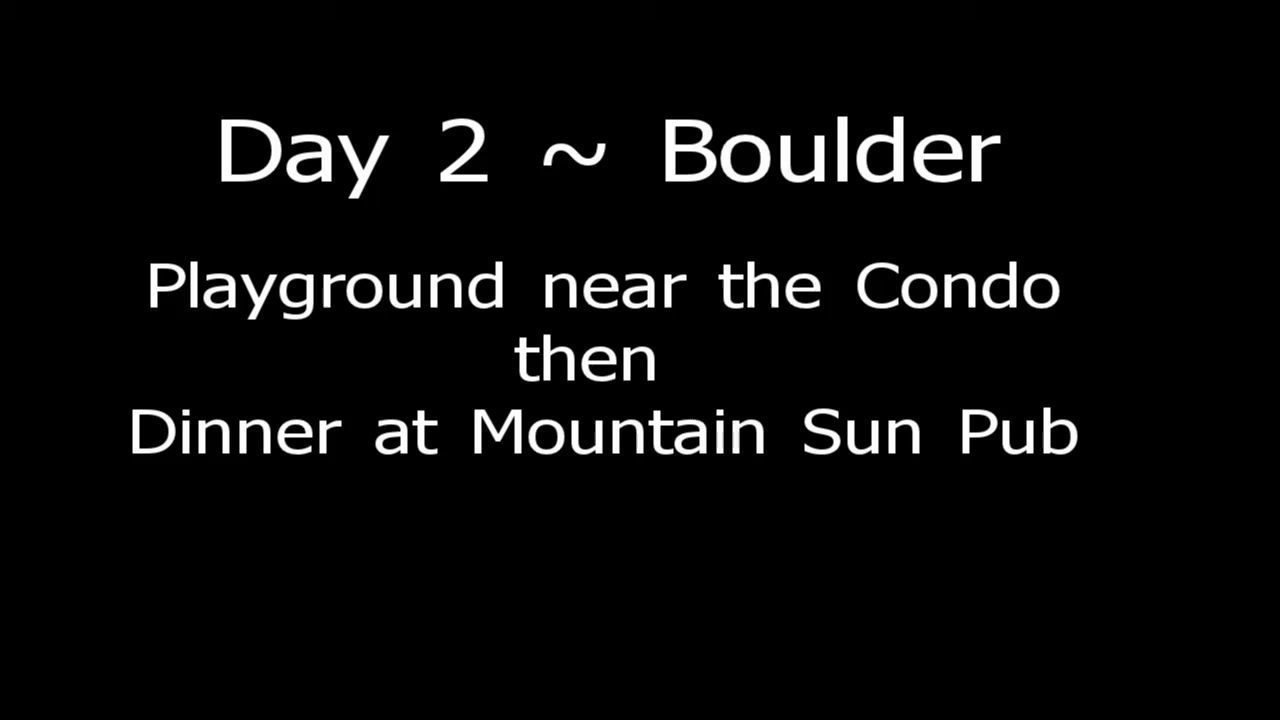 Day 2 ~ Boulder
Playground near the Condo
then
Dinner at Mountain Sun Pub